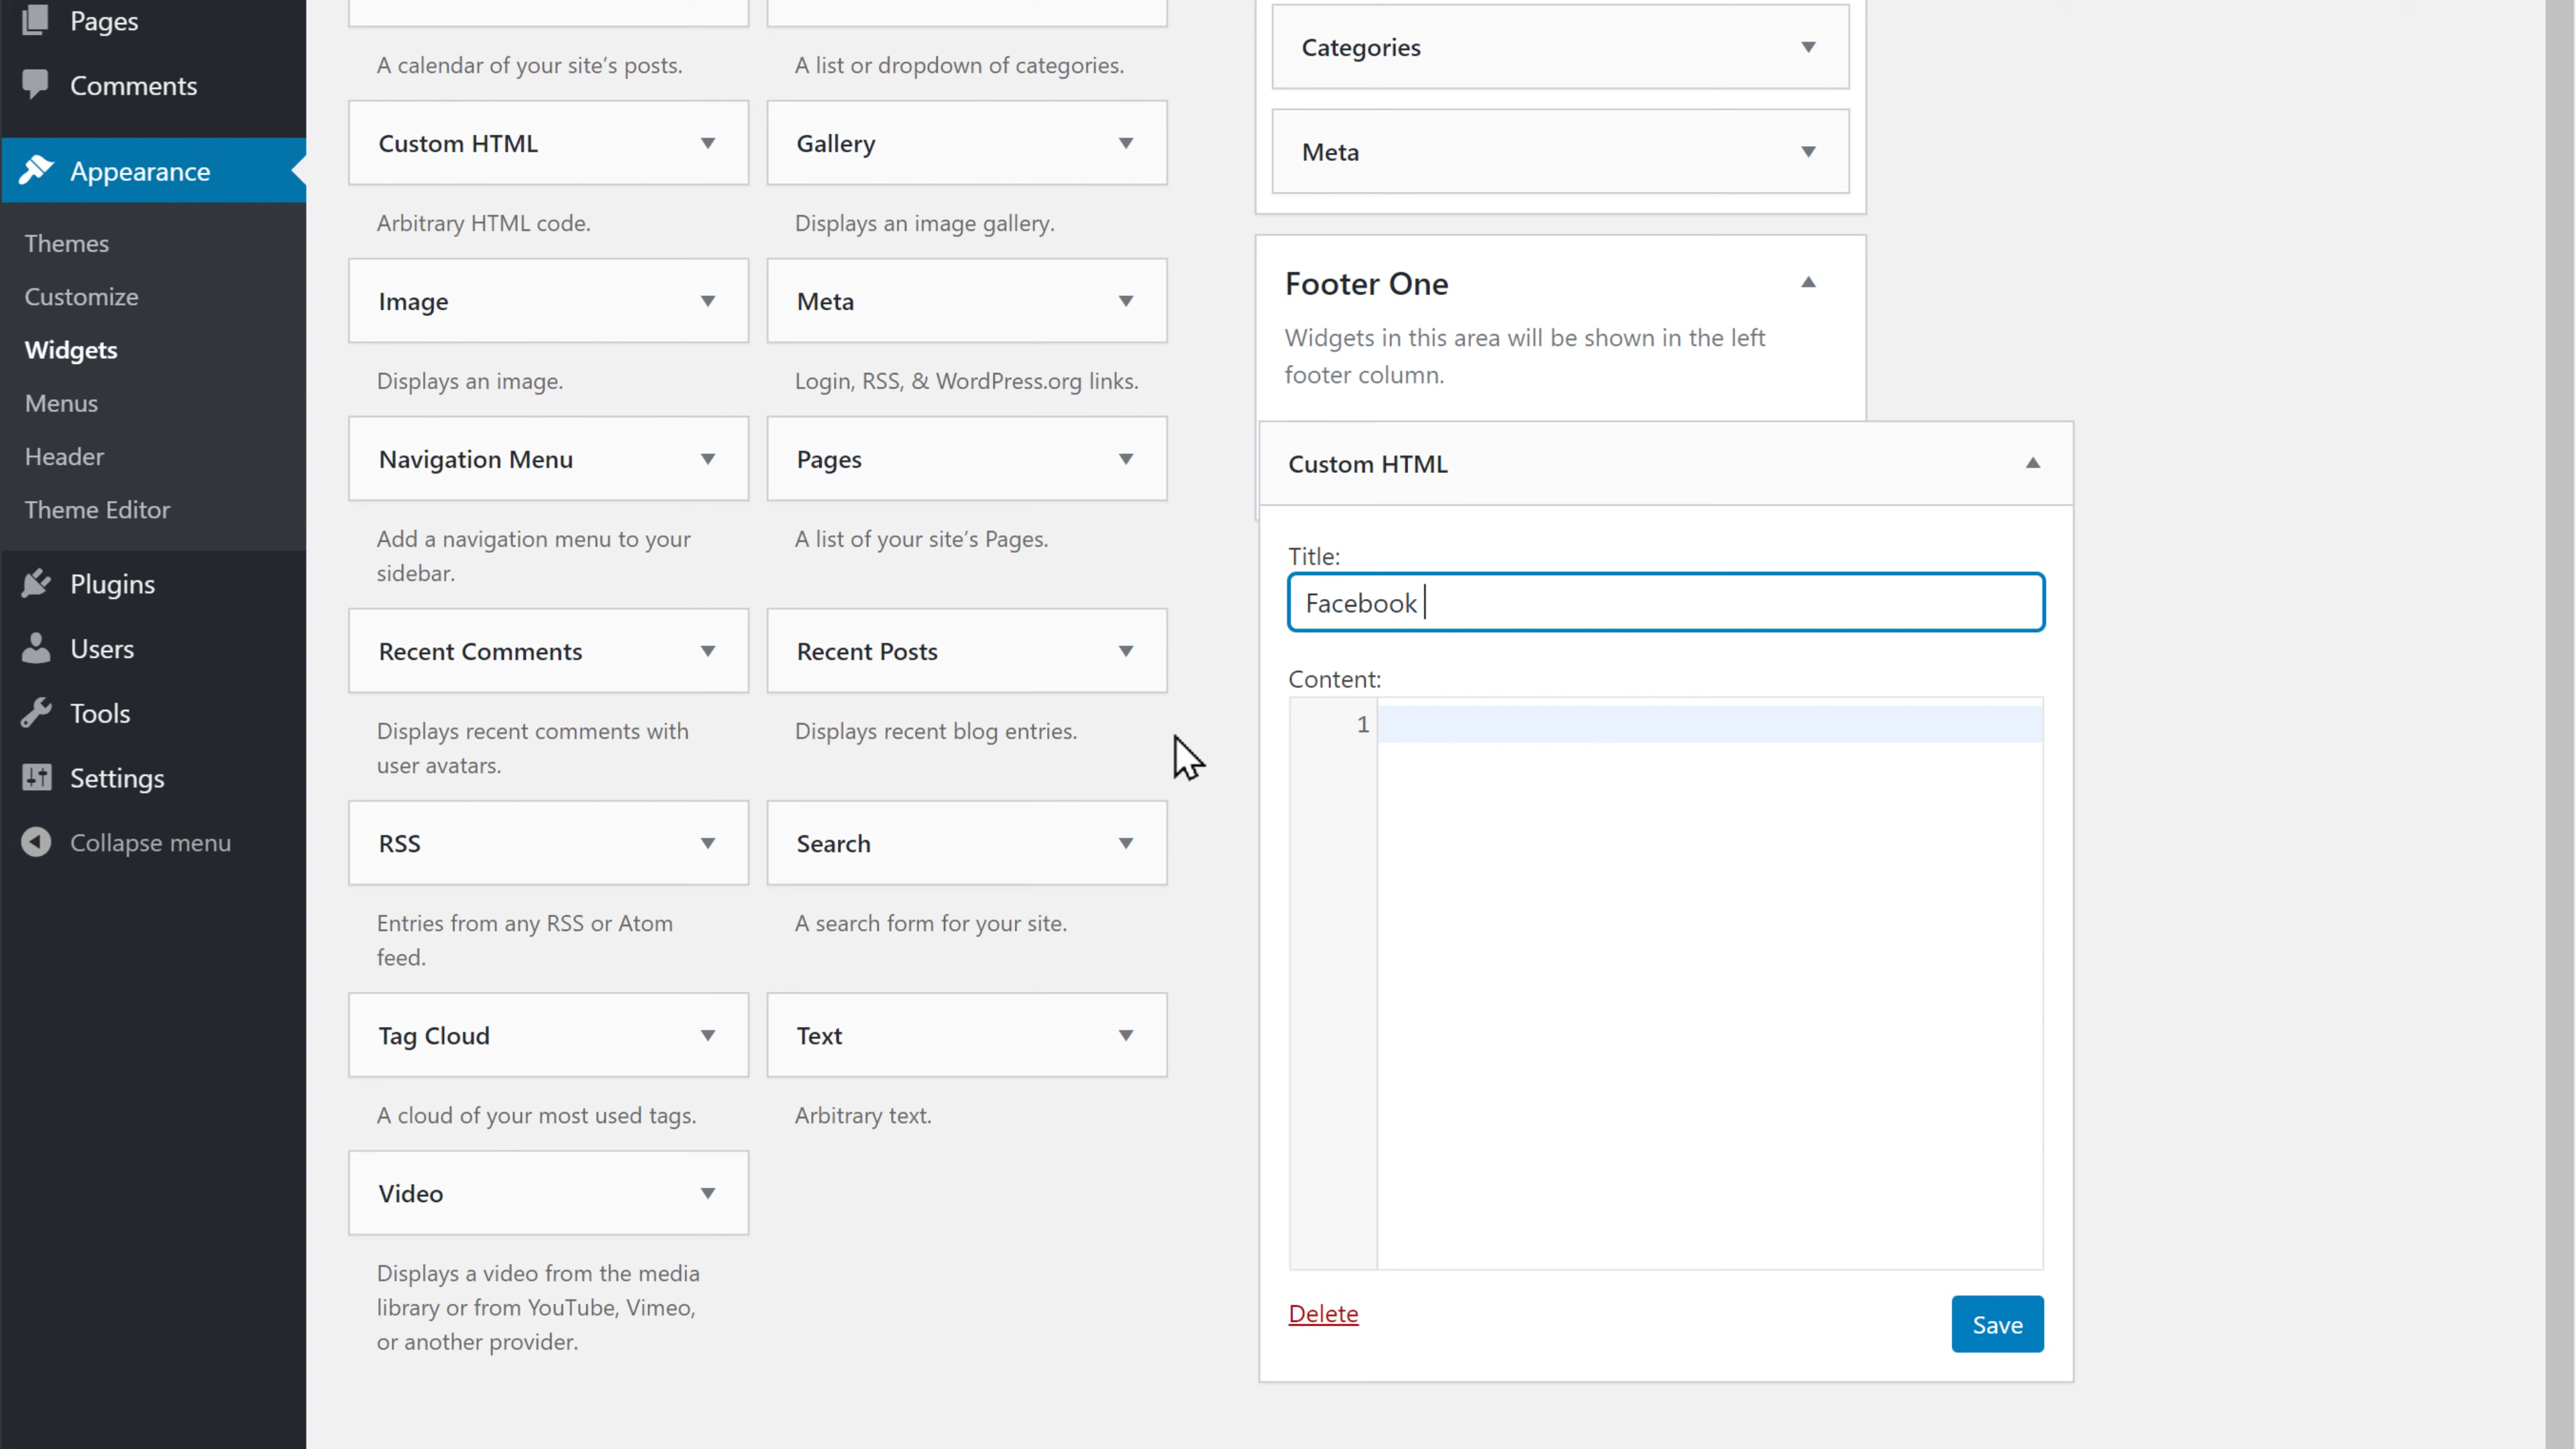 Pages
Comments
Appearance
Themes
Customize
Widgets
Menus
Header
Theme Editor
Plugins
Users
Tools
Settings
Collapse menu
A calendar of your site's posts.
A list or dropdown of categories.
Custom HTML
Gallery
Arbitrary HTML code.
Displays an image gallery.
Image
Meta
Displays an image.
Login, RSS, & WordPress.org links.
Navigation Menu
Pages
Add a navigation menu to your
sidebar.
A list of your site's Pages.
Recent Comments
Recent Posts
Displays recent comments with
user avatars.
Displays recent blog entries.
RSS
Search
Entries from any RSS or Atom
feed.
A search form for your site.
Tag Cloud
Text
A cloud of your most used tags.
Arbitrary text.
Video
Displays a video from the media
library or from YouTube, Vimeo,
or another provider.
Categories
Meta
Footer One
Widgets in this area will be shown in the left
footer column.
Custom HTML
Title:
Facebook
Content:
1
Delete
Save